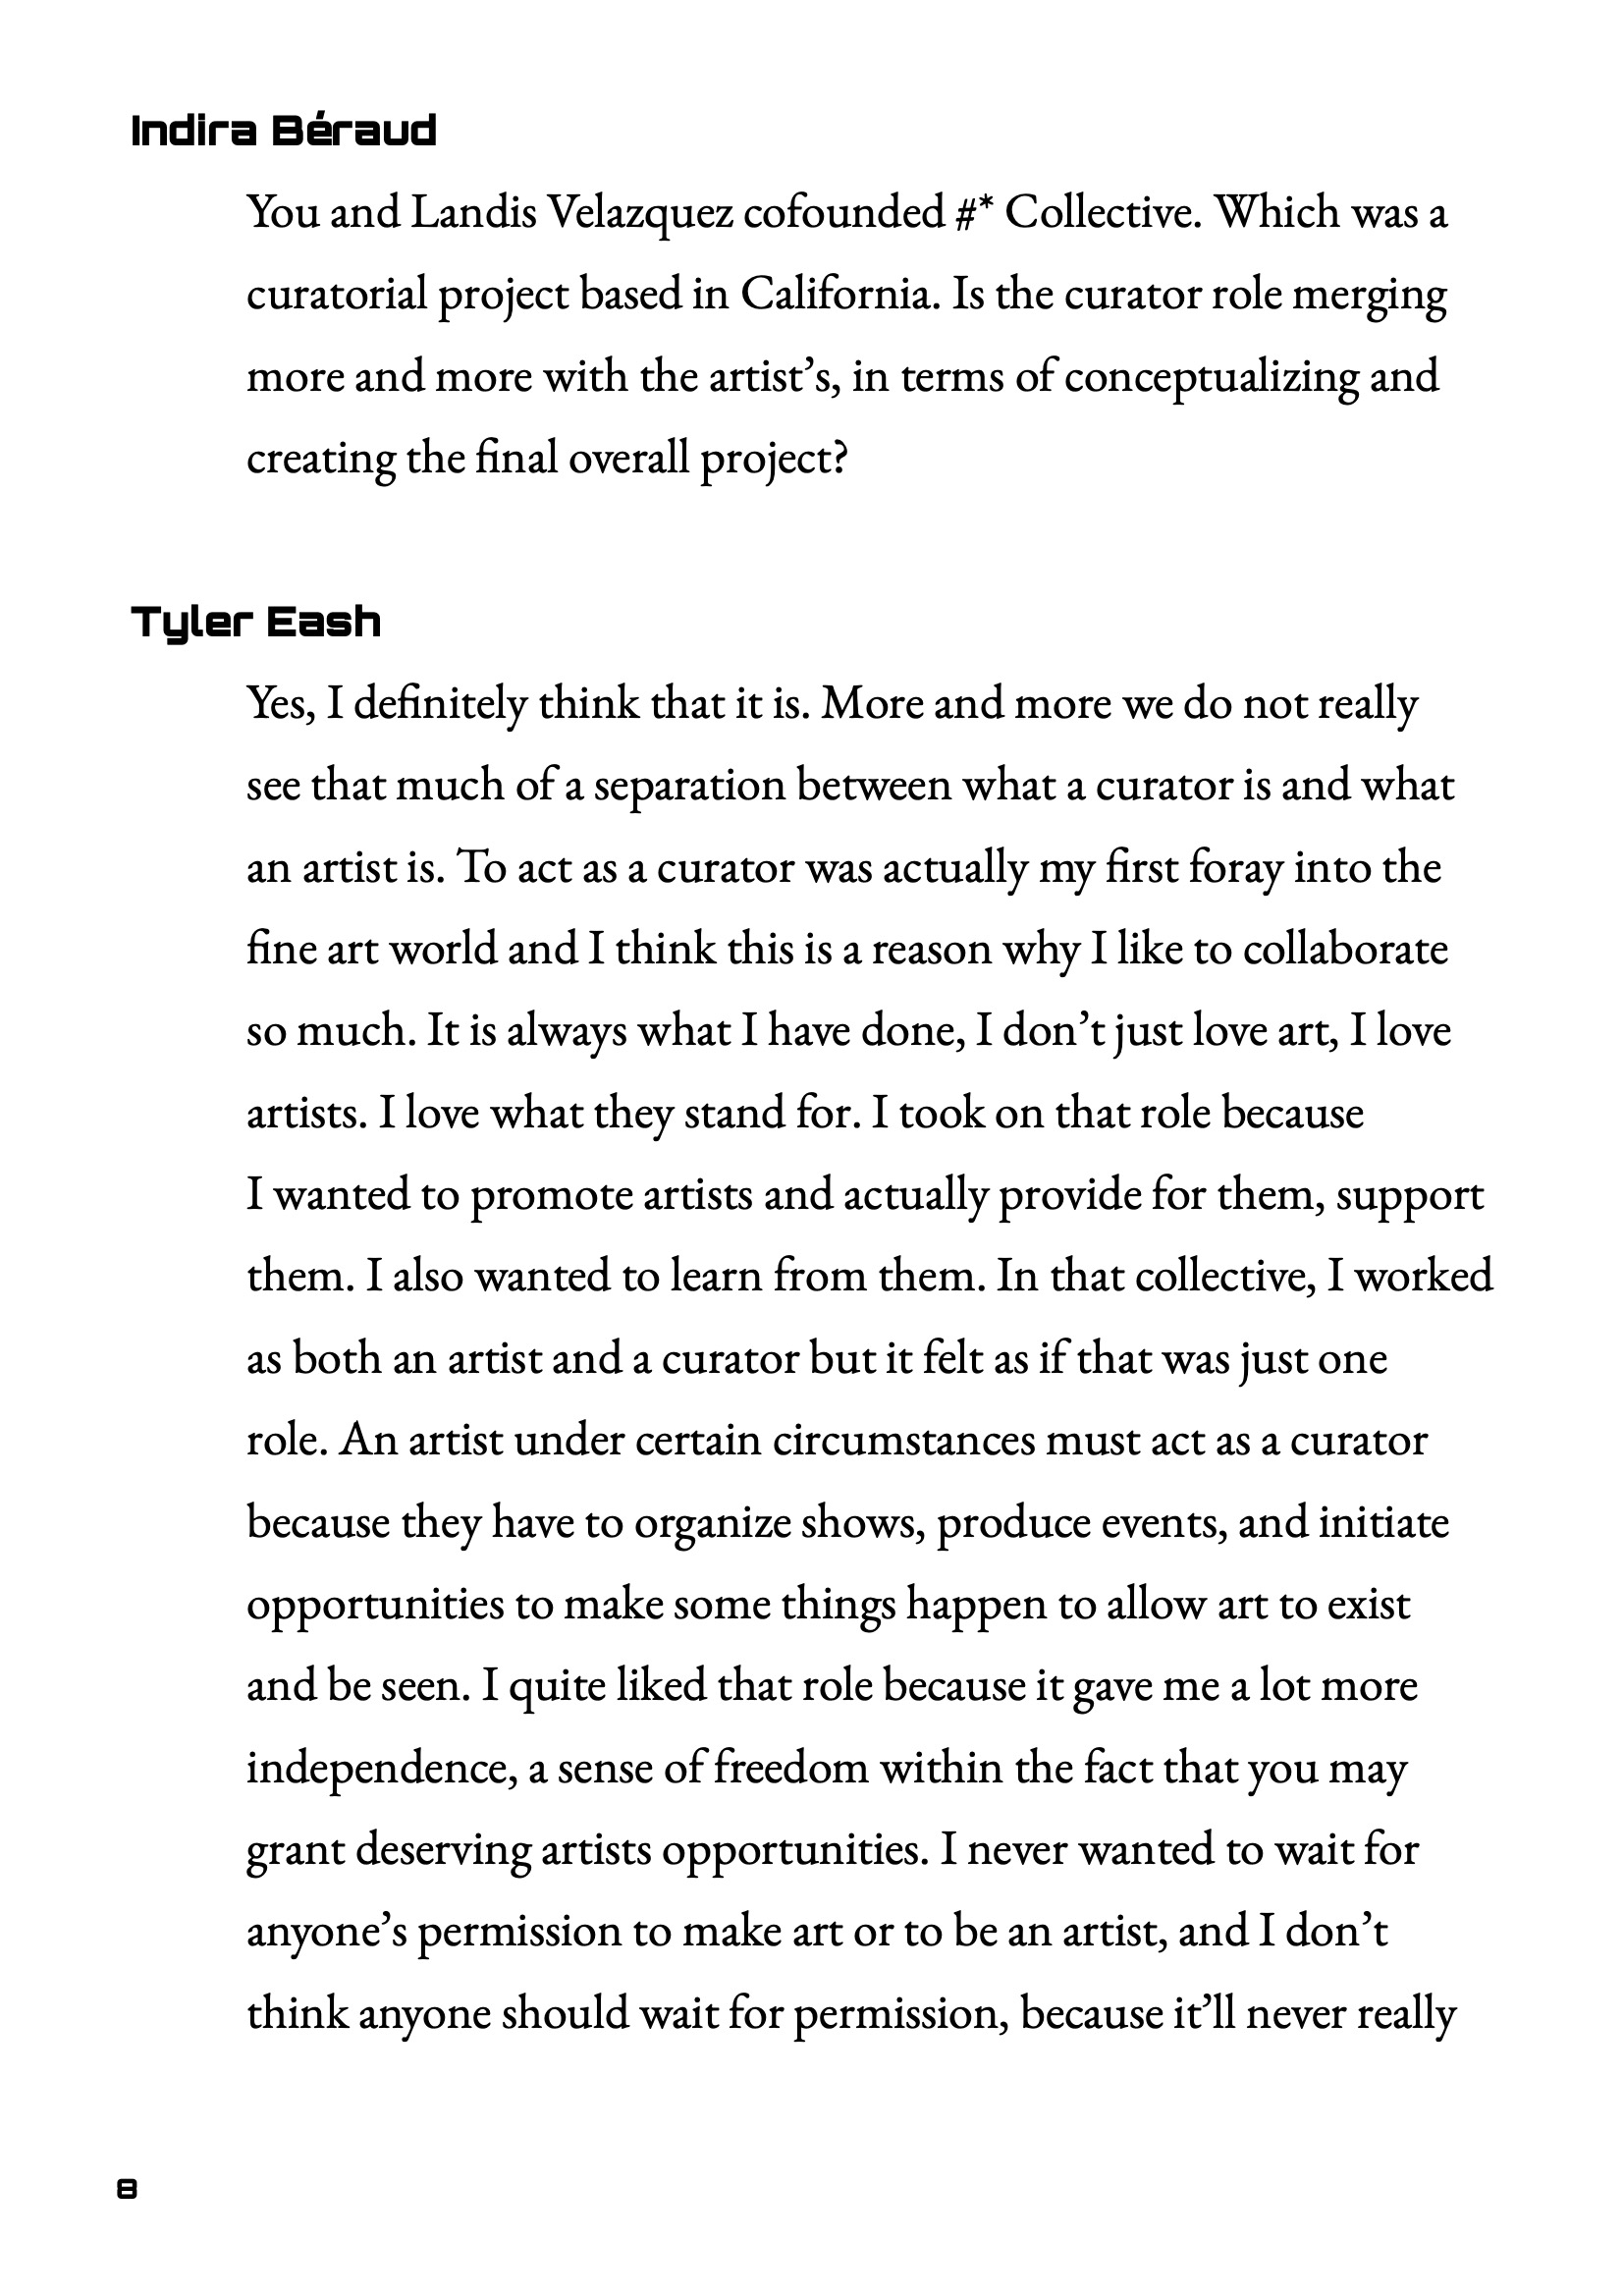 Indira Béraud
You and Landis Velazquez cofounded #* Collective. Which was a
curatorial project based in California. Is the curator role merging
more and more with the artist’s, in terms of conceptualizing and
creating the final overall project?
Tyler Eash
Yes, I definitely think that it is. More and more we do not really
see that much of a separation between what a curator is and what
an artist is. To act as a curator was actually my first foray into the
fine art world and I think this is a reason why I like to collaborate
so much. It is always what I have done, I don’t just love art, I love
artists. I love what they stand for. I took on that role because
I wanted to promote artists and actually provide for them, support
them. I also wanted to learn from them. In that collective, I worked
as both an artist and a curator but it felt as if that was just one
role. An artist under certain circumstances must act as a curator
because they have to organize shows, produce events, and initiate
opportunities to make some things happen to allow art to exist
and be seen. I quite liked that role because it gave me a lot more
independence, a sense of freedom within the fact that you may
grant deserving artists opportunities. I never wanted to wait for
anyone’s permission to make art or to be an artist, and I don’t
think anyone should wait for permission, because it’ll never really
8